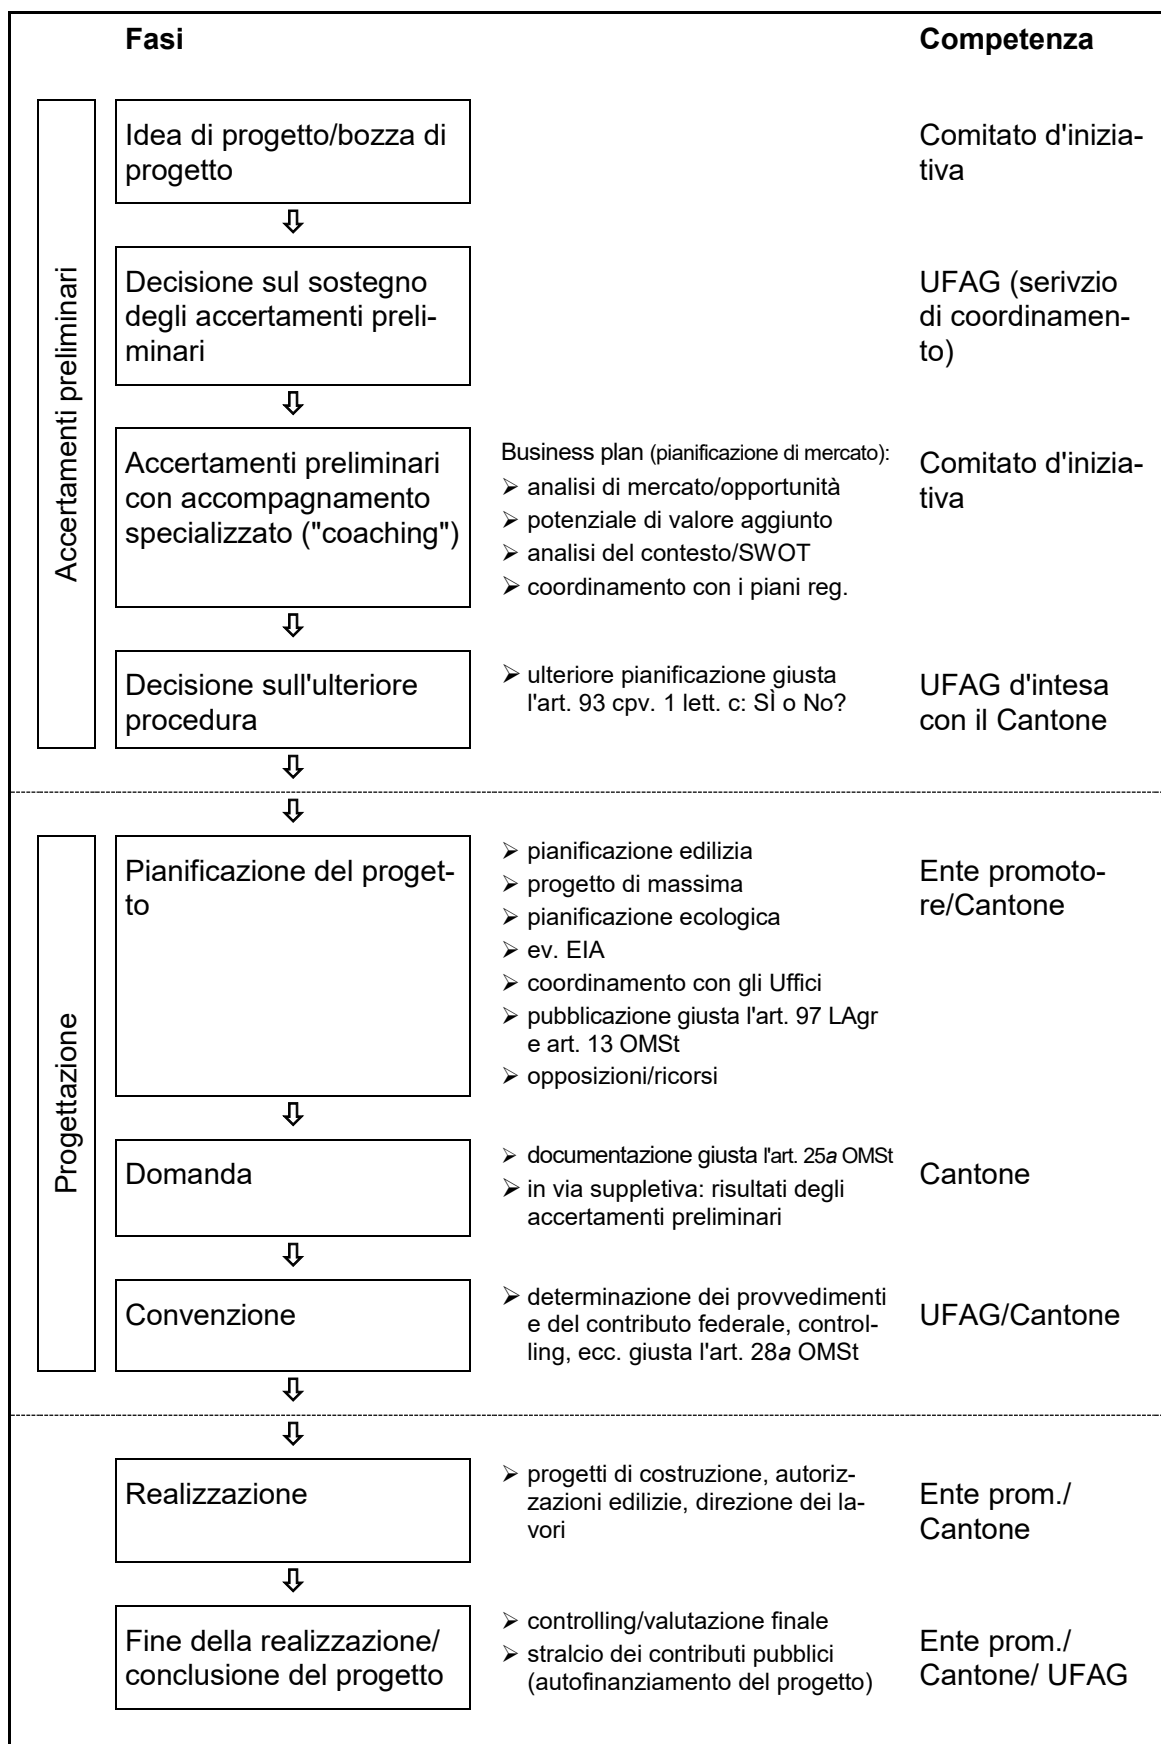 Fasi
Competenza
Accertamenti preliminari
Idea di progetto/bozza di
progetto
Comitato d'inizia-
tiva
Decisione sul sostegno
degli accertamenti preli-
minari
UFAG (serivzio
di coordinamen-
to)
Accertamenti preliminari
con accompagnamento
specializzato ("coaching")
Business plan (pianificazione di mercato):
➢ analisi di mercato/opportunità
➢ potenziale di valore aggiunto
➢ analisi del contesto/SWOT
➢ coordinamento con i piani reg.
Comitato d'inizia-
tiva
Decisione sull'ulteriore
procedura
➢ ulteriore pianificazione giusta
l'art. 93 cpv. 1 lett. c: SÌ o No?
UFAG d'intesa
con il Cantone
Progettazione
Pianificazione del proget-
to
➢ pianificazione edilizia
➢ progetto di massima
➢ pianificazione ecologica
➢ ev. EIA
➢ coordinamento con gli Uffici
➢ pubblicazione giusta l'art. 97 LAgr
e art. 13 OMSt
➢ opposizioni/ricorsi
Ente promoto-
re/Cantone
Domanda
➢ documentazione giusta l'art. 25a OMSt
➢ in via suppletiva: risultati degli
accertamenti preliminari
Cantone
Convenzione
➢ determinazione dei provvedimenti
e del contributo federale, control-
ling, ecc. giusta l'art. 28a OMSt
UFAG/Cantone
Realizzazione
➢ progetti di costruzione, autoriz-
zazioni edilizie, direzione dei la-
vori
Ente prom./
Cantone
Fine della realizzazione/
conclusione del progetto
➢ controlling/valutazione finale
➢ stralcio dei contributi pubblici
(autofinanziamento del progetto)
Ente prom./
Cantone/ UFAG